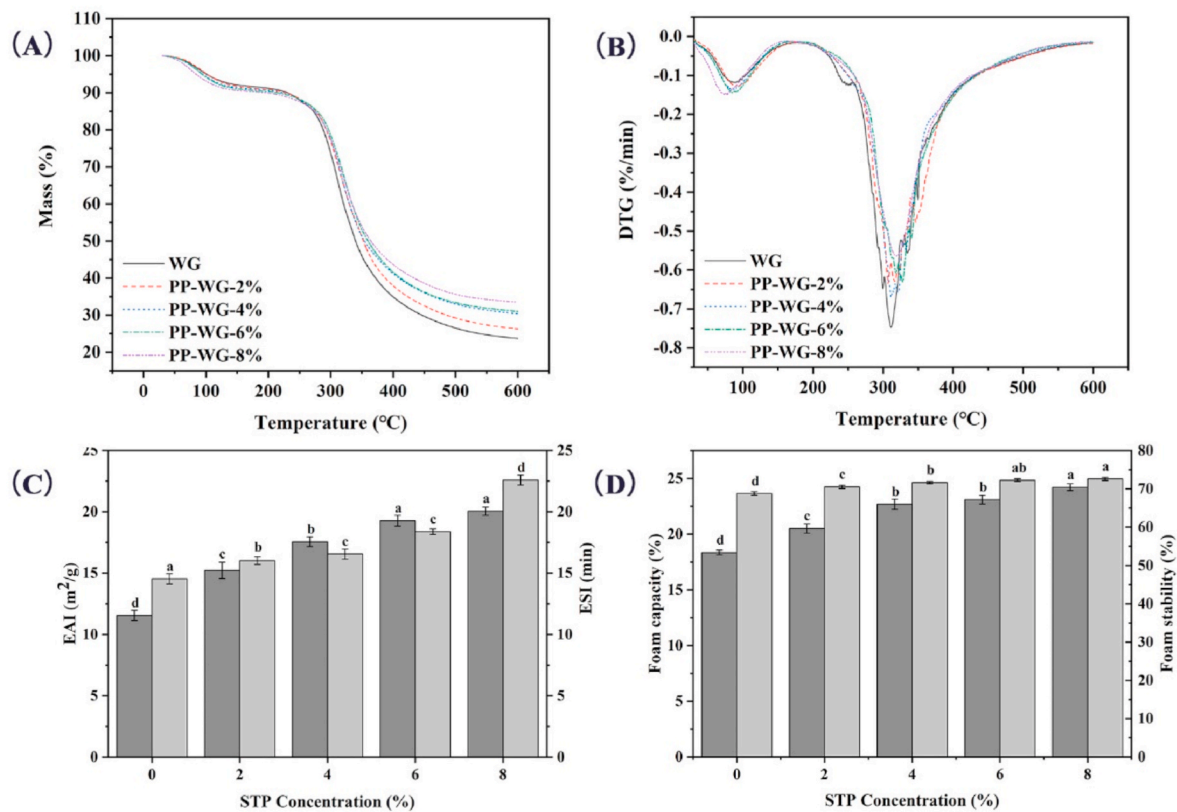 (A)
110
100
90
80
70
60
50
40
30
20
Mass (%)
WG
PP-WG-2%
PP-WG-4%
PP-WG-6%
PP-WG-8%
0 100 200 300 400 500 600
Temperature (°C)
(B)
0.0
-0.1
-0.2
-0.3
-0.4
-0.5
-0.6
-0.7
-0.8
DTG (%/min)
WG
PP-WG-2%
PP-WG-4%
PP-WG-6%
PP-WG-8%
100 200 300 400 500 600
Temperature (°C)
(C)
25
20
15
10
5
0
EAI (m²/g)
d a c b b c a c a d
25
20
15
10
5
0
ESI (min)
0 2 4 6 8
STP Concentration (%)
(D)
25
20
15
10
5
0
Foam capacity (%)
d d c c b b b ab a a
80
70
60
50
40
30
20
10
0
Foam stability (%)
0 2 4 6 8
STP Concentration (%)